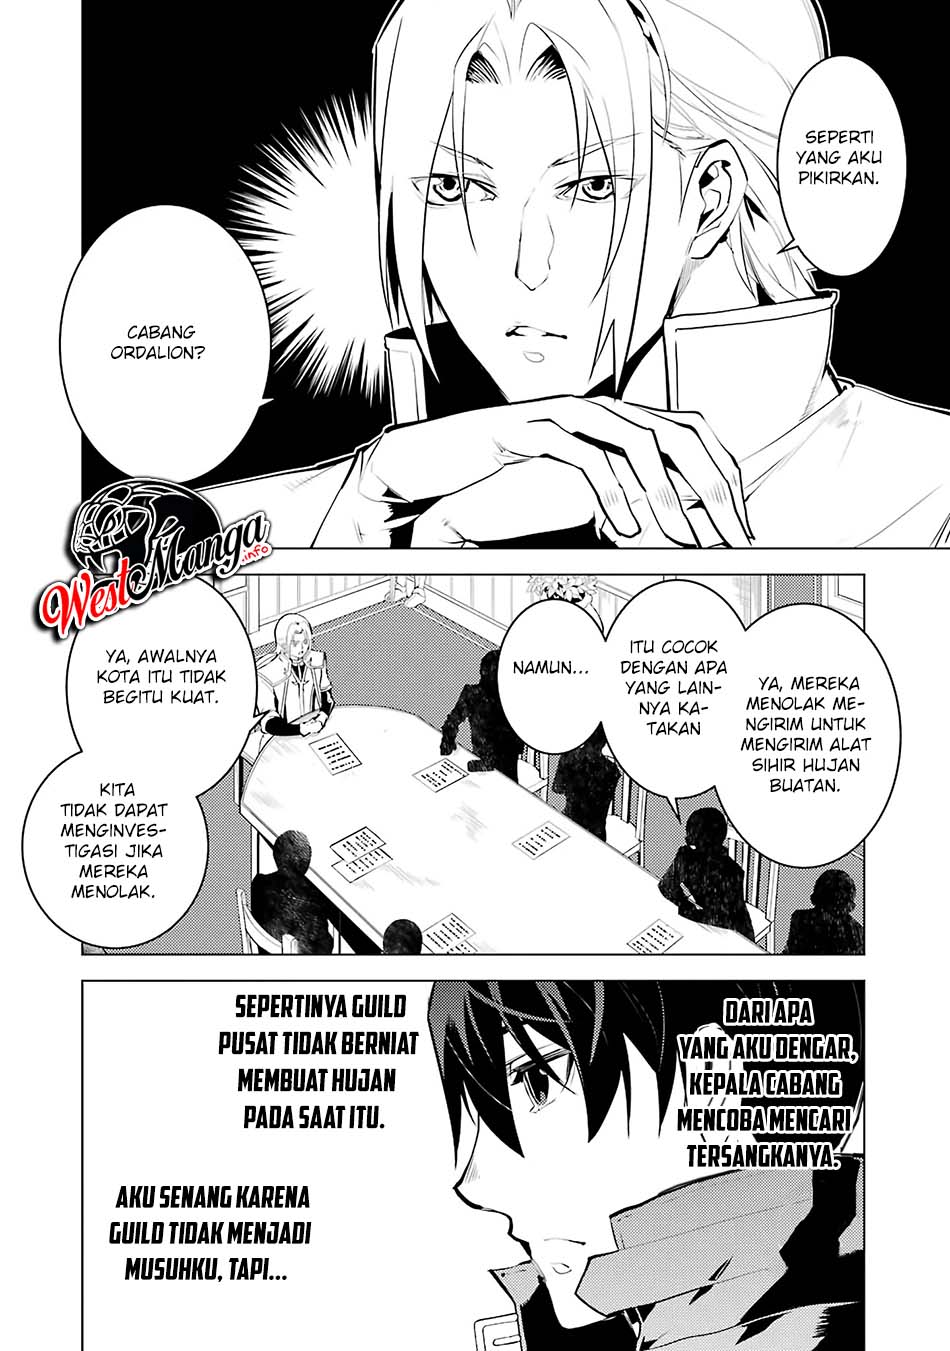 SEPERTI
YANG AKU
PIKIRKAN.
CABANG
ORDALION?
WestManga
.info
YA, MEREKA
MENOLAK ME-
NGIRIM UNTUK
MENGIRIM ALAT
SIHIR HUJAN
BUATAN.
ITU COCOK
DENGAN APA
YANG LAIN-
NYA KA-
TAKAN
NAMUN...
YA, AWALNYA
KOTA ITU TIDAK
BEGITU KUAT.
KITA
TIDAK DAPAT
MENGINVES-
TIGASI JIKA
MEREKA
MENOLAK.
DARI APA
YANG AKU DENGAR,
KEPALA CABANG
MENCOBA MENCARI
TERSANGKANYA.
SEPERTINYA GUILD
PUSAT TIDAK BERNIAT
MEMBUAT HUJAN
PADA SAAT ITU.
AKU SENANG KARENA
GUILD TIDAK MENJADI
MUSUHKU, TAPI...